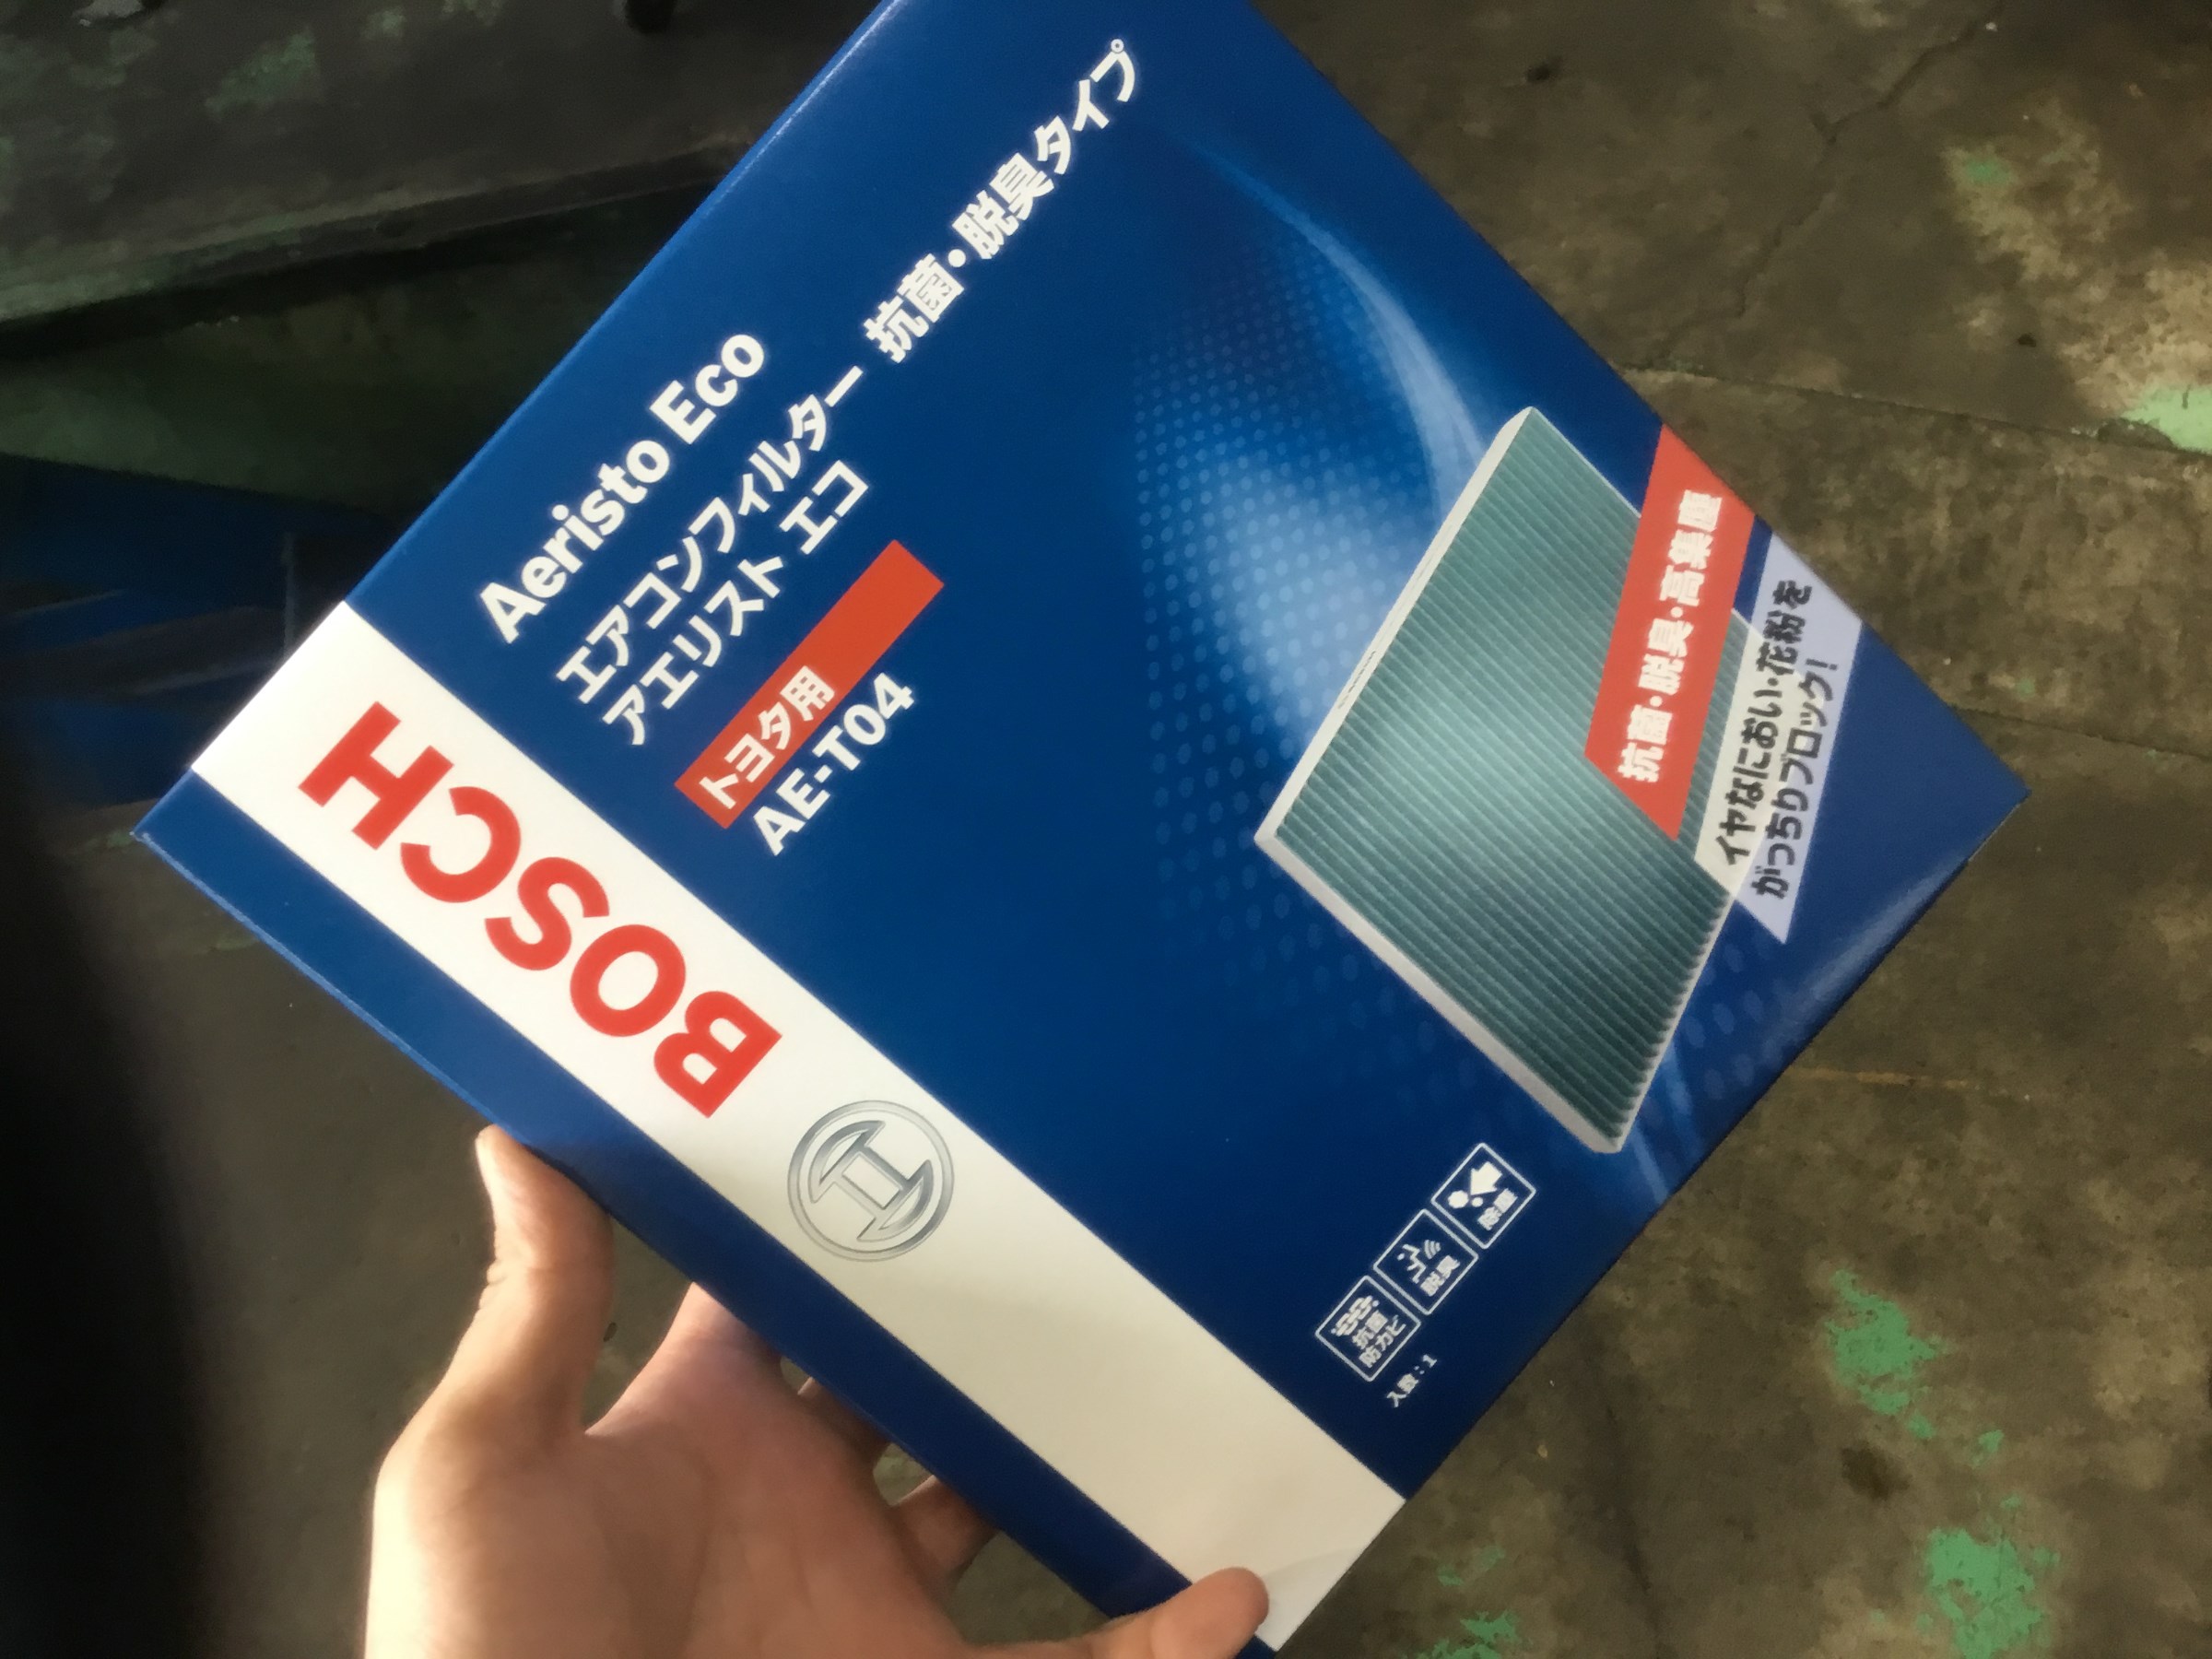 BOSCH
Aeristo Eco
エアコンフィルター 抗菌・脱臭タイプ
アエリスト エコ
トヨタ用
AE-T04
抗菌・脱臭・高集塵
イヤなにおい・花粉を
がっちりブロック!
抗菌
防カビ
脱臭
除塵
入数：1